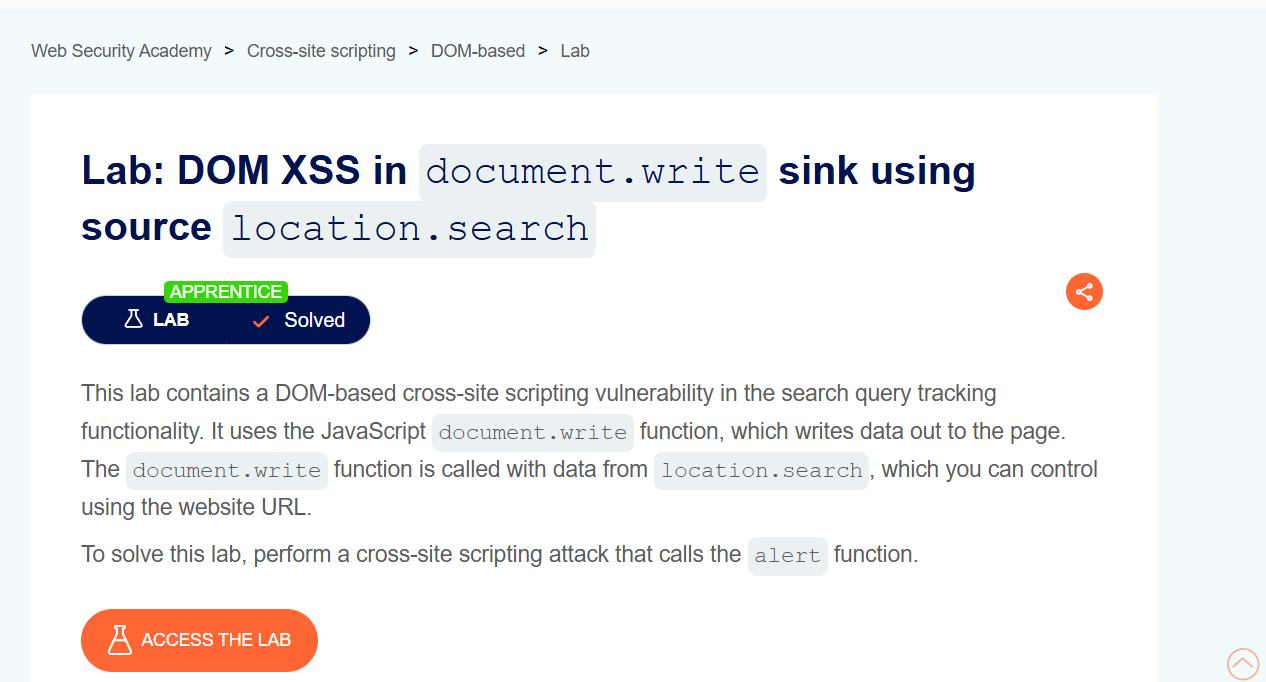 Web Security Academy > Cross-site scripting > DOM-based > Lab
Lab: DOM XSS in document.write sink using
source location.search
APPRENTICE
LAB Solved
This lab contains a DOM-based cross-site scripting vulnerability in the search query tracking
functionality. It uses the JavaScript document.write function, which writes data out to the page.
The document.write function is called with data from location.search, which you can control
using the website URL.
To solve this lab, perform a cross-site scripting attack that calls the alert function.
ACCESS THE LAB